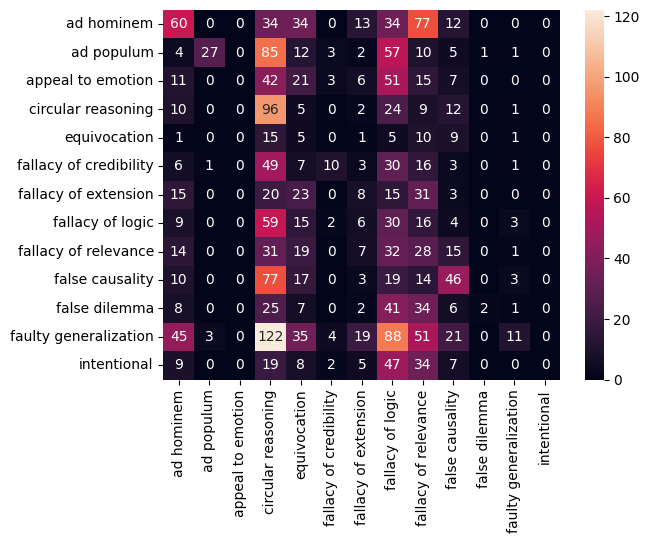 ad hominem 60 0 0 34 34 0 13 34 77 12 0 0 0
ad populum 4 27 0 85 12 3 2 57 10 5 1 1 0
appeal to emotion 11 0 0 42 21 3 6 51 15 7 0 0 0
circular reasoning 10 0 0 96 5 0 2 24 9 12 0 1 0
equivocation 1 0 0 15 5 0 1 5 10 9 0 1 0
fallacy of credibility 6 1 0 49 7 10 3 30 16 3 0 1 0
fallacy of extension 15 0 0 20 23 0 8 15 31 3 0 0 0
fallacy of logic 9 0 0 59 15 2 6 30 16 4 0 3 0
fallacy of relevance 14 0 0 31 19 0 7 32 28 15 0 1 0
false causality 10 0 0 77 17 0 3 19 14 46 0 3 0
false dilemma 8 0 0 25 7 0 2 41 34 6 2 1 0
faulty generalization 45 3 0 122 35 4 19 88 51 21 0 11 0
intentional 9 0 0 19 8 2 5 47 34 7 0 0 0
ad hominem
ad populum
appeal to emotion
circular reasoning
equivocation
fallacy of credibility
fallacy of extension
fallacy of logic
fallacy of relevance
false causality
false dilemma
faulty generalization
intentional
120
100
80
60
40
20
0